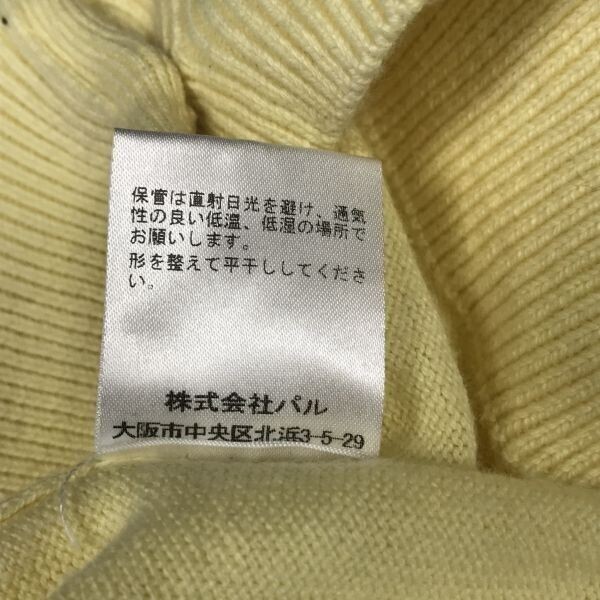 保管は直射日光を避け、通気
性の良い低温、低湿の場所で
お願いします。
形を整えて平干ししてくださ
い。
株式会社パル
大阪市中央区北浜3-5-29